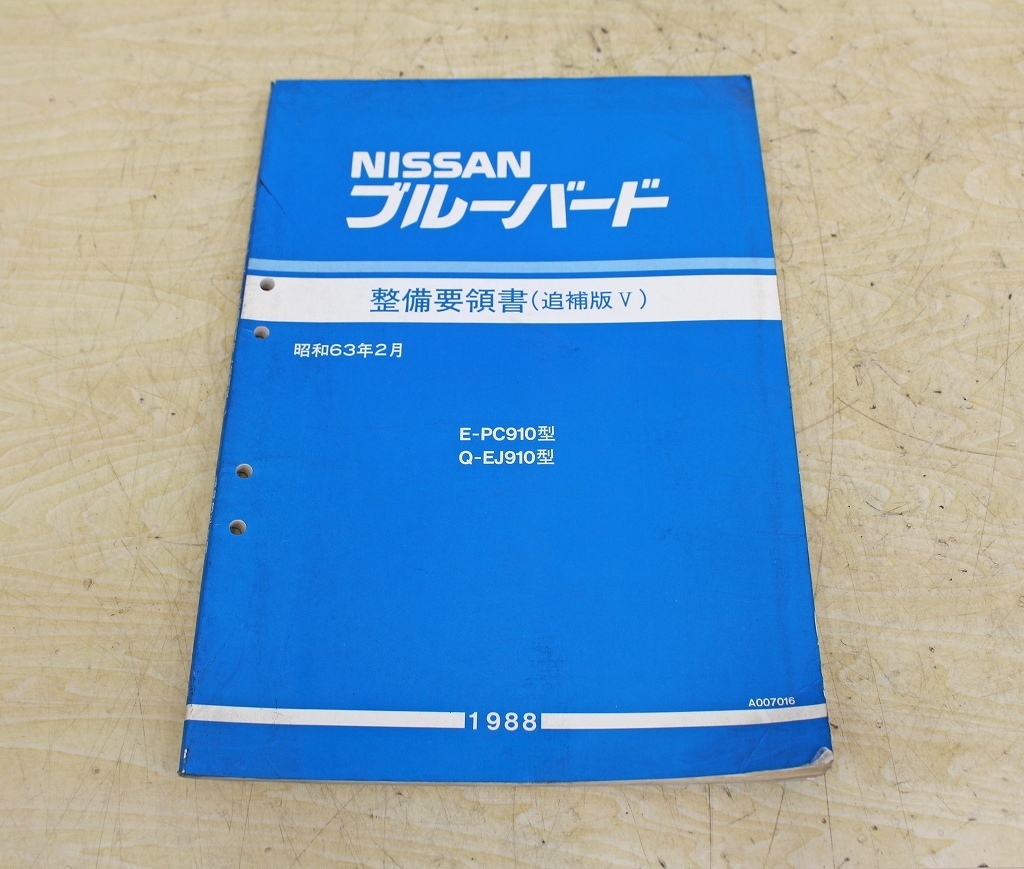 NISSAN
ブルーバード
整備要領書(追補版 V)
昭和63年2月
E-PC910型
Q-EJ910型
A007016
1988